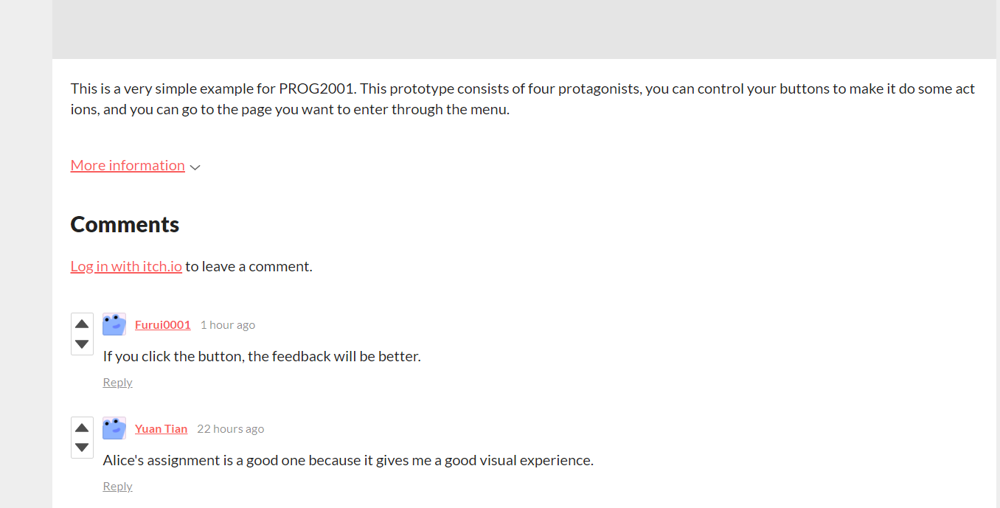 This is a very simple example for PROG2001. This prototype consists of four protagonists, you can control your buttons to make it do some act
ions, and you can go to the page you want to enter through the menu.
More information
Comments
Log in with itch.io to leave a comment.
Furui0001 1 hour ago
If you click the button, the feedback will be better.
Reply
Yuan Tian 22 hours ago
Alice's assignment is a good one because it gives me a good visual experience.
Reply